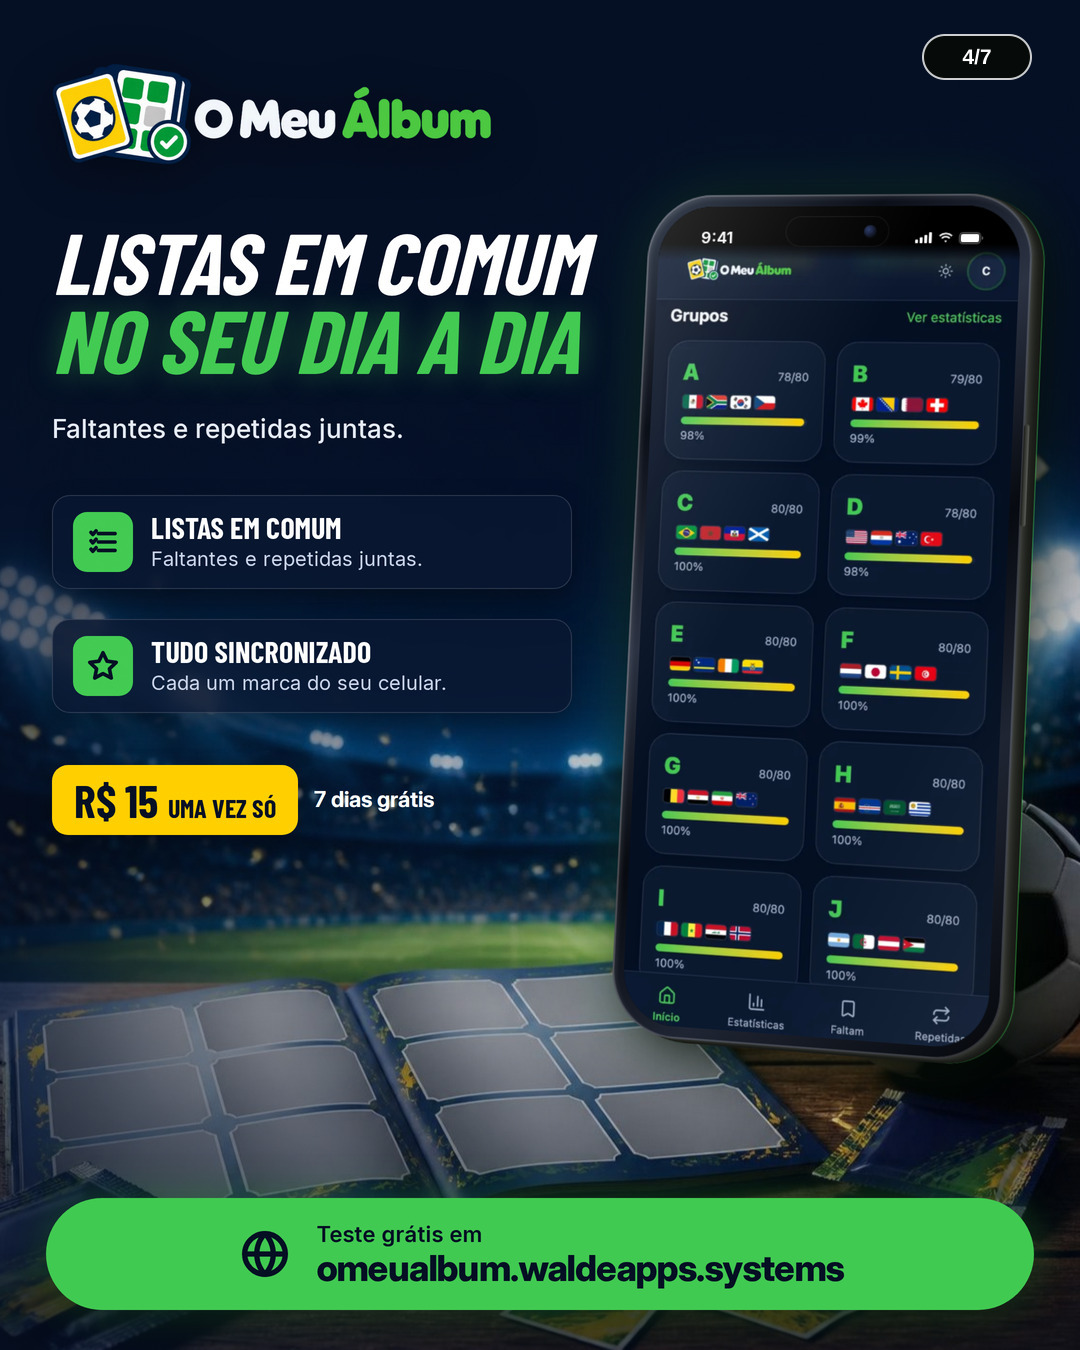 4/7
O Meu Álbum
LISTAS EM COMUM
NO SEU DIA A DIA
Faltantes e repetidas juntas.
LISTAS EM COMUM
Faltantes e repetidas juntas.
TUDO SINCRONIZADO
Cada um marca do seu celular.
R$ 15 UMA VEZ SÓ
7 dias grátis
9:41
O Meu Álbum
C
Grupos
Ver estatísticas
A 78/80
98%
B 79/80
99%
C 80/80
100%
D 78/80
98%
E 80/80
100%
F 80/80
100%
G 80/80
100%
H 80/80
100%
I 80/80
100%
J 80/80
100%
Início
Estatísticas
Faltam
Repetidas
Teste grátis em
omeualbum.waldeapps.systems